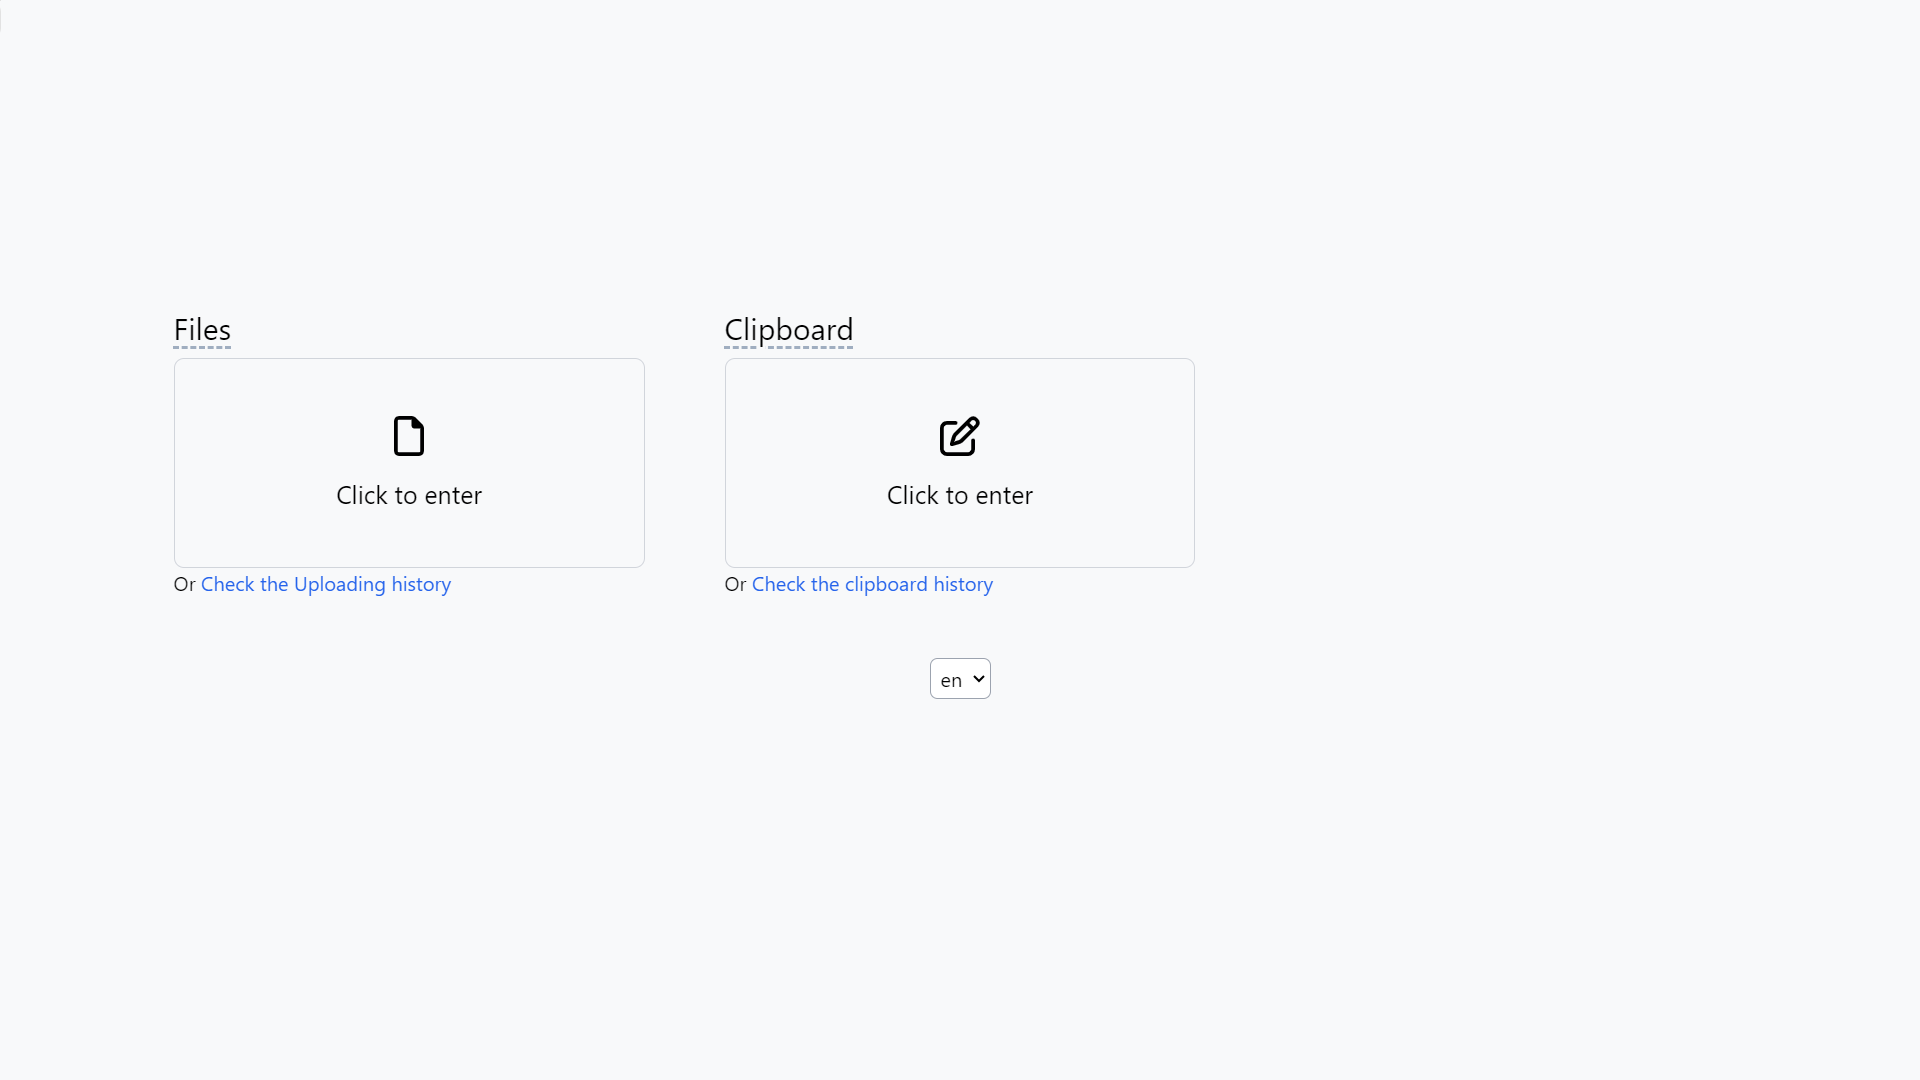 Files
Click to enter
Or Check the Uploading history
Clipboard
Click to enter
Or Check the clipboard history
en